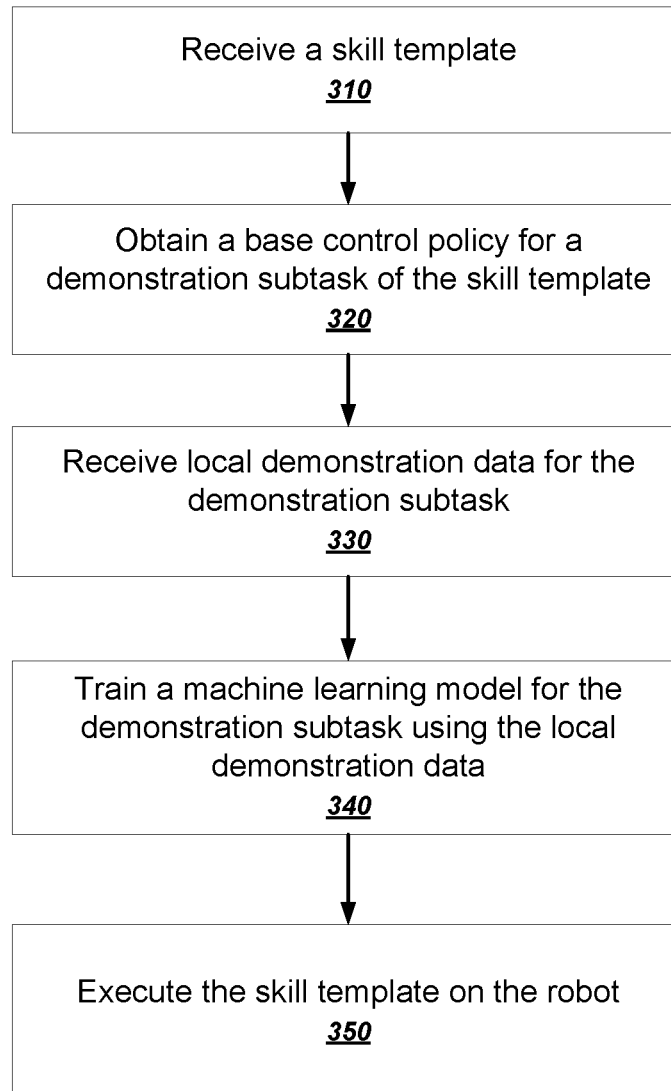 Receive a skill template
310
Obtain a base control policy for a
demonstration subtask of the skill template
320
Receive local demonstration data for the
demonstration subtask
330
Train a machine learning model for the
demonstration subtask using the local
demonstration data
340
Execute the skill template on the robot
350